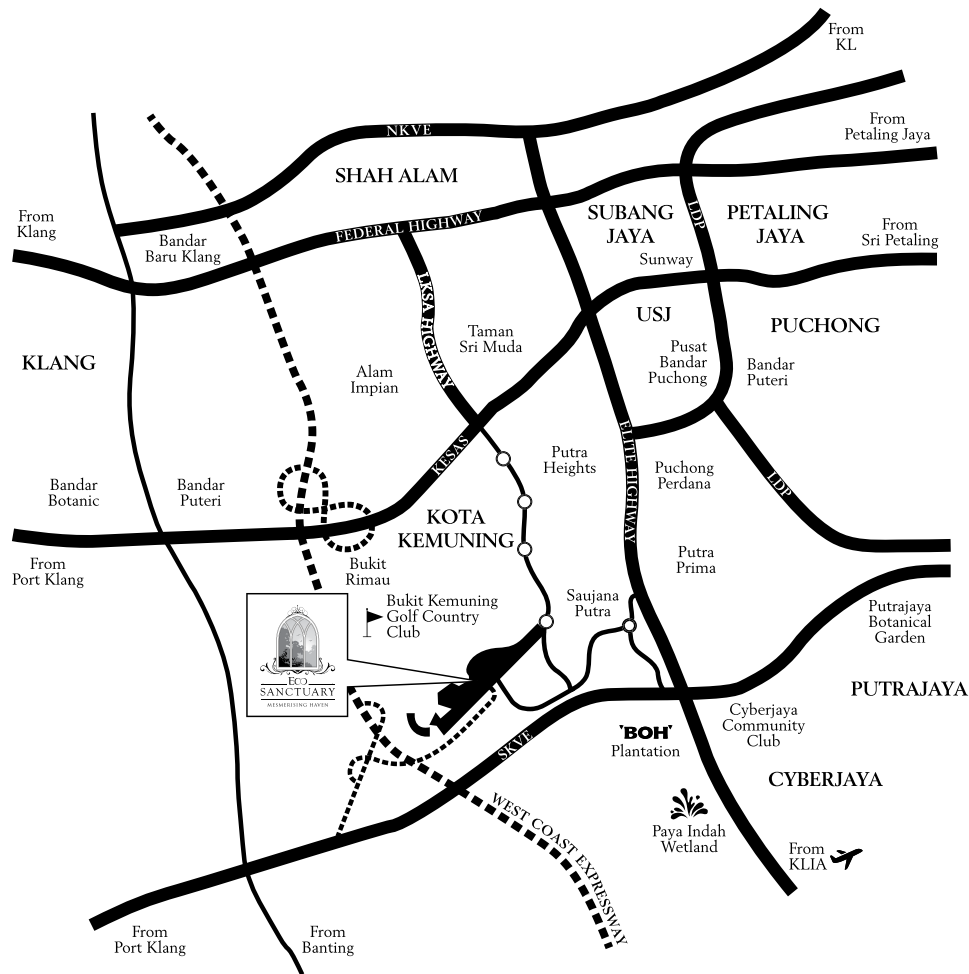 From
KL
From
Petaling Jaya
NKVE
SHAH ALAM
From
Klang
Bandar
Baru Klang
FEDERAL HIGHWAY
SUBANG
JAYA
LDP
PETALING
JAYA
From
Sri Petaling
Sunway
LKSA HIGHWAY
USJ
PUCHONG
Taman
Sri Muda
KLANG
Alam
Impian
Pusat
Bandar
Puchong
Bandar
Puteri
KESAS
ELITE HIGHWAY
Putra
Heights
Puchong
Perdana
LDP
Bandar
Botanic
Bandar
Puteri
KOTA
KEMUNING
From
Port Klang
Bukit
Rimau
Putra
Prima
Bukit Kemuning
Golf Country
Club
Saujana
Putra
Putrajaya
Botanical
Garden
ECO
SANCTUARY
MESMERISING HAVEN
PUTRAJAYA
Cyberjaya
Community
Club
SKVE
'BOH'
Plantation
CYBERJAYA
WEST COAST EXPRESSWAY
Paya Indah
Wetland
From
KLIA
From
Port Klang
From
Banting